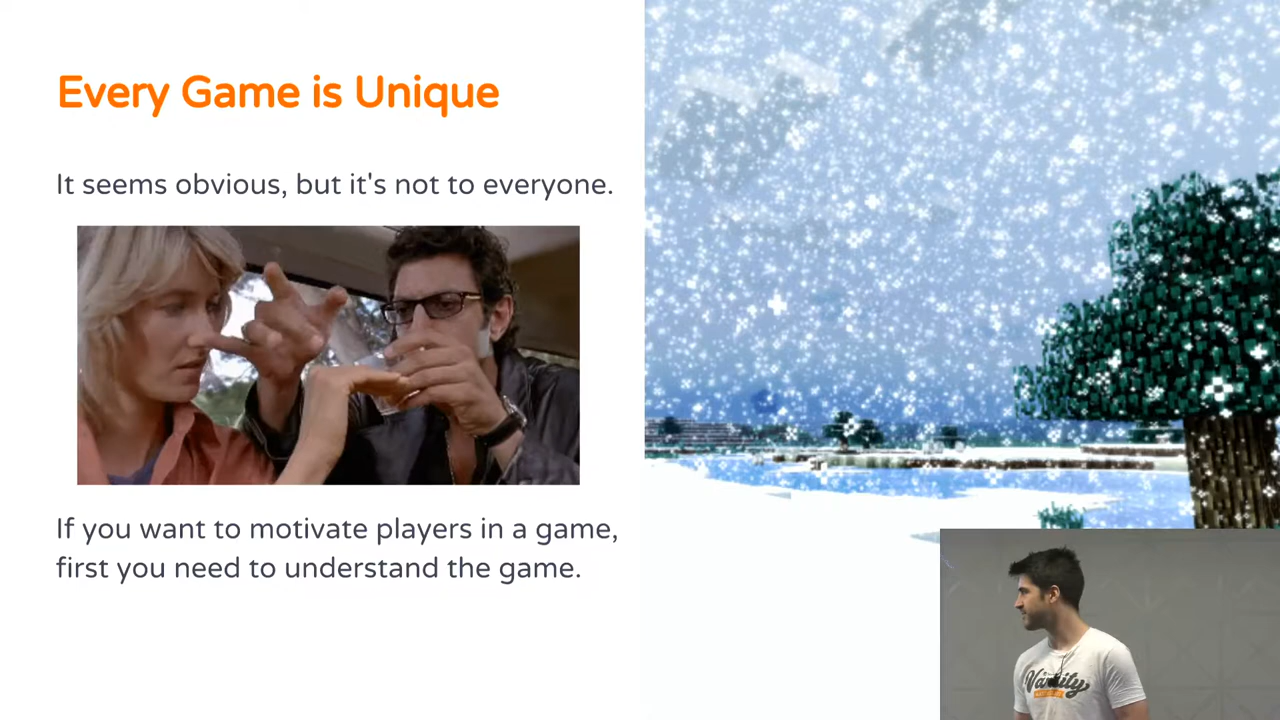 Every Game is Unique
It seems obvious, but it's not to everyone.
If you want to motivate players in a game,
first you need to understand the game.
Varsity